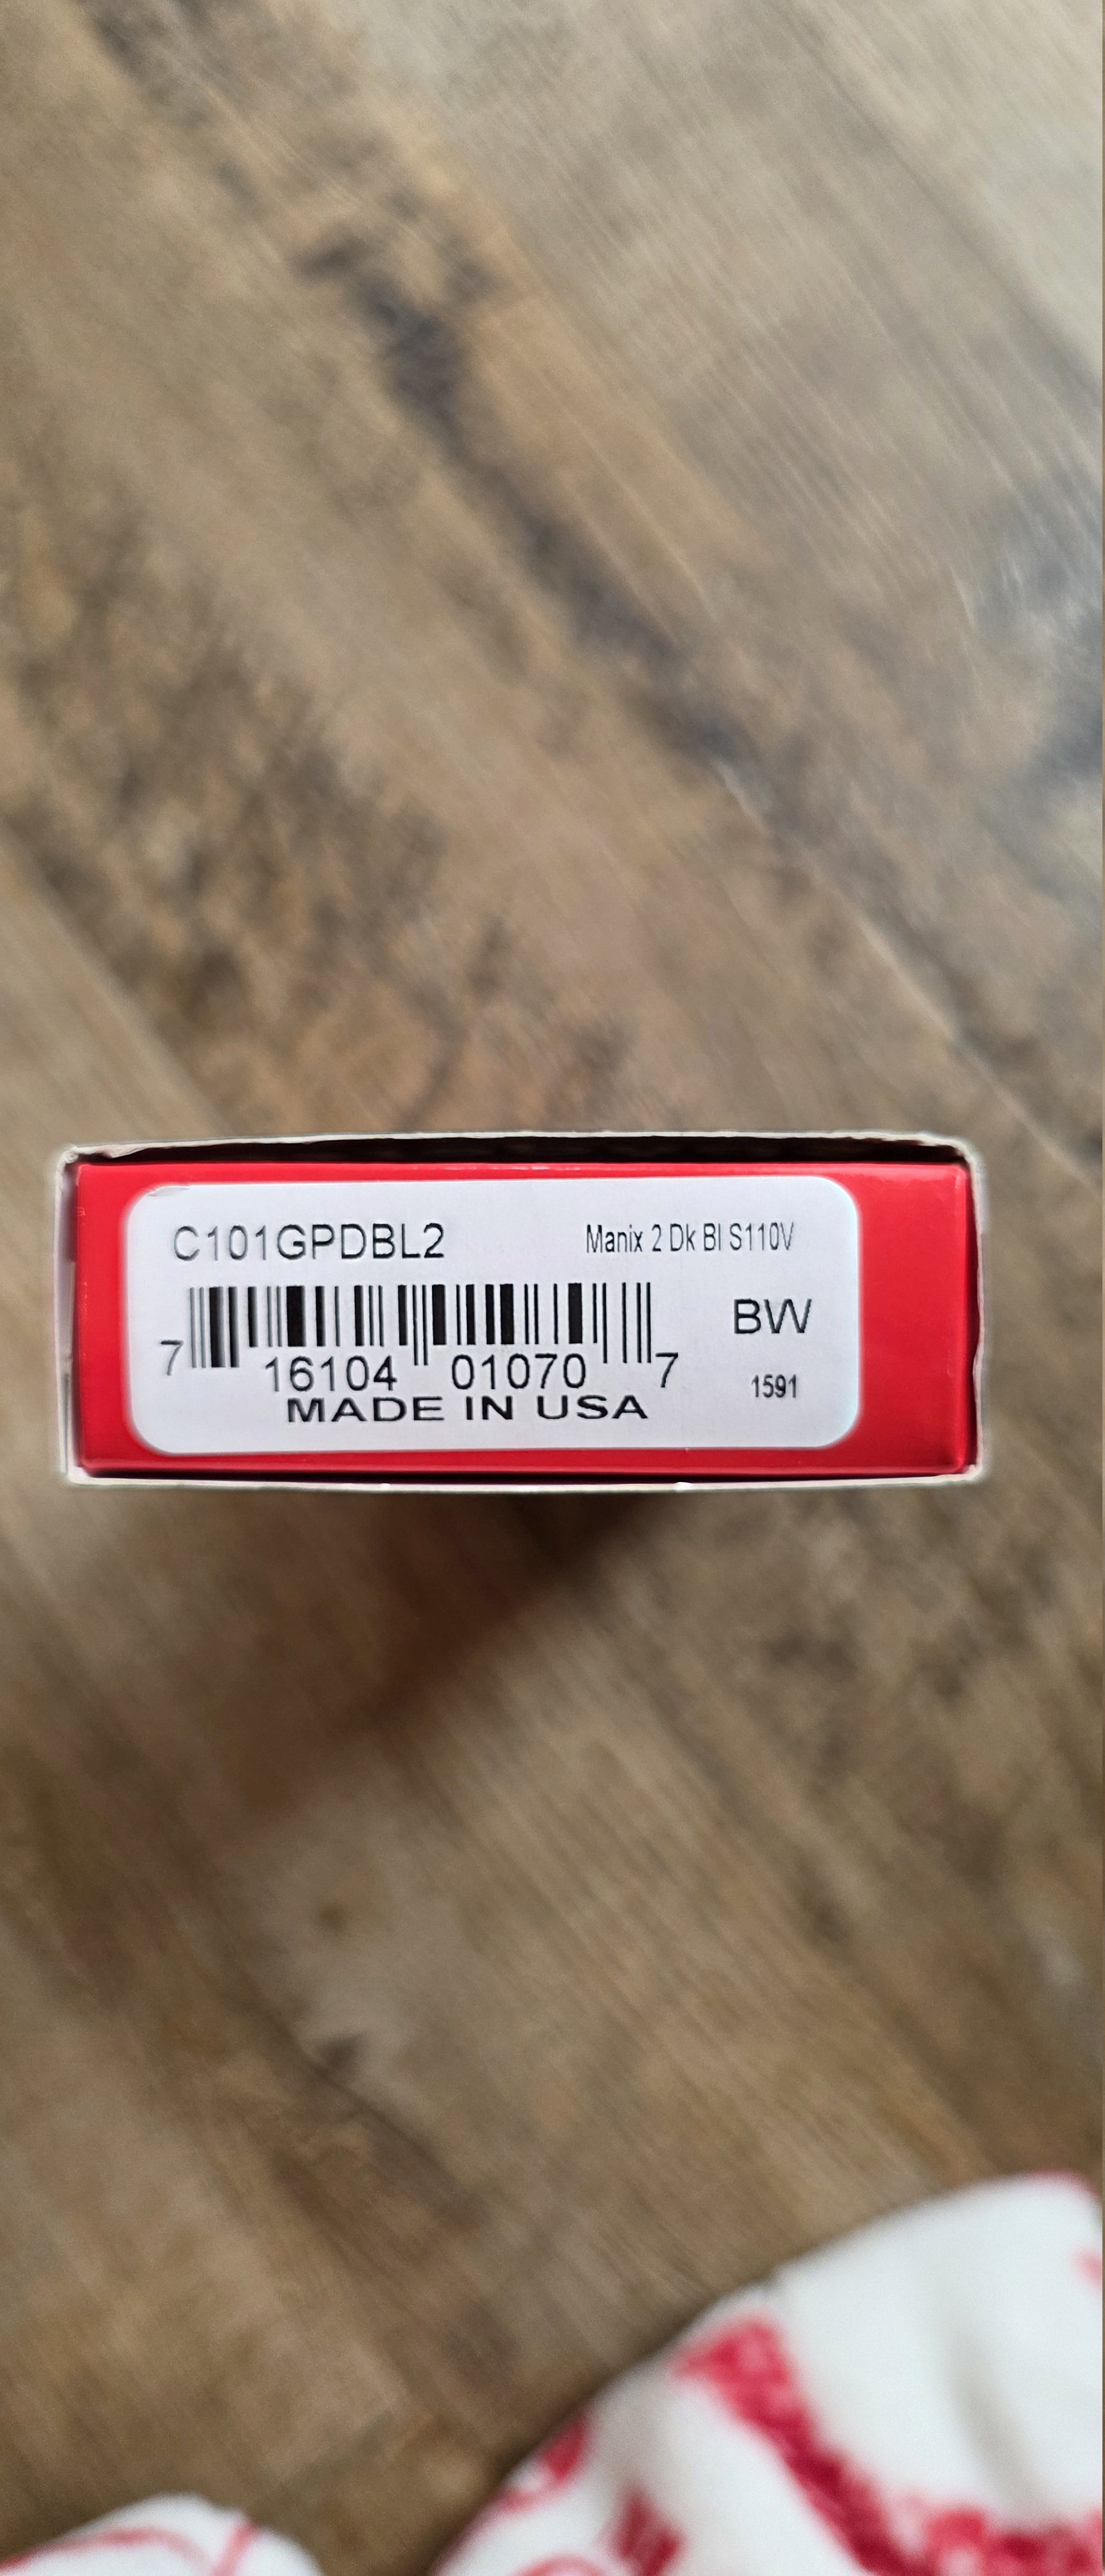 C101GPDBL2 Manix 2 Dk Bl S110V
BW
7 16104 01070 7
1591
MADE IN USA